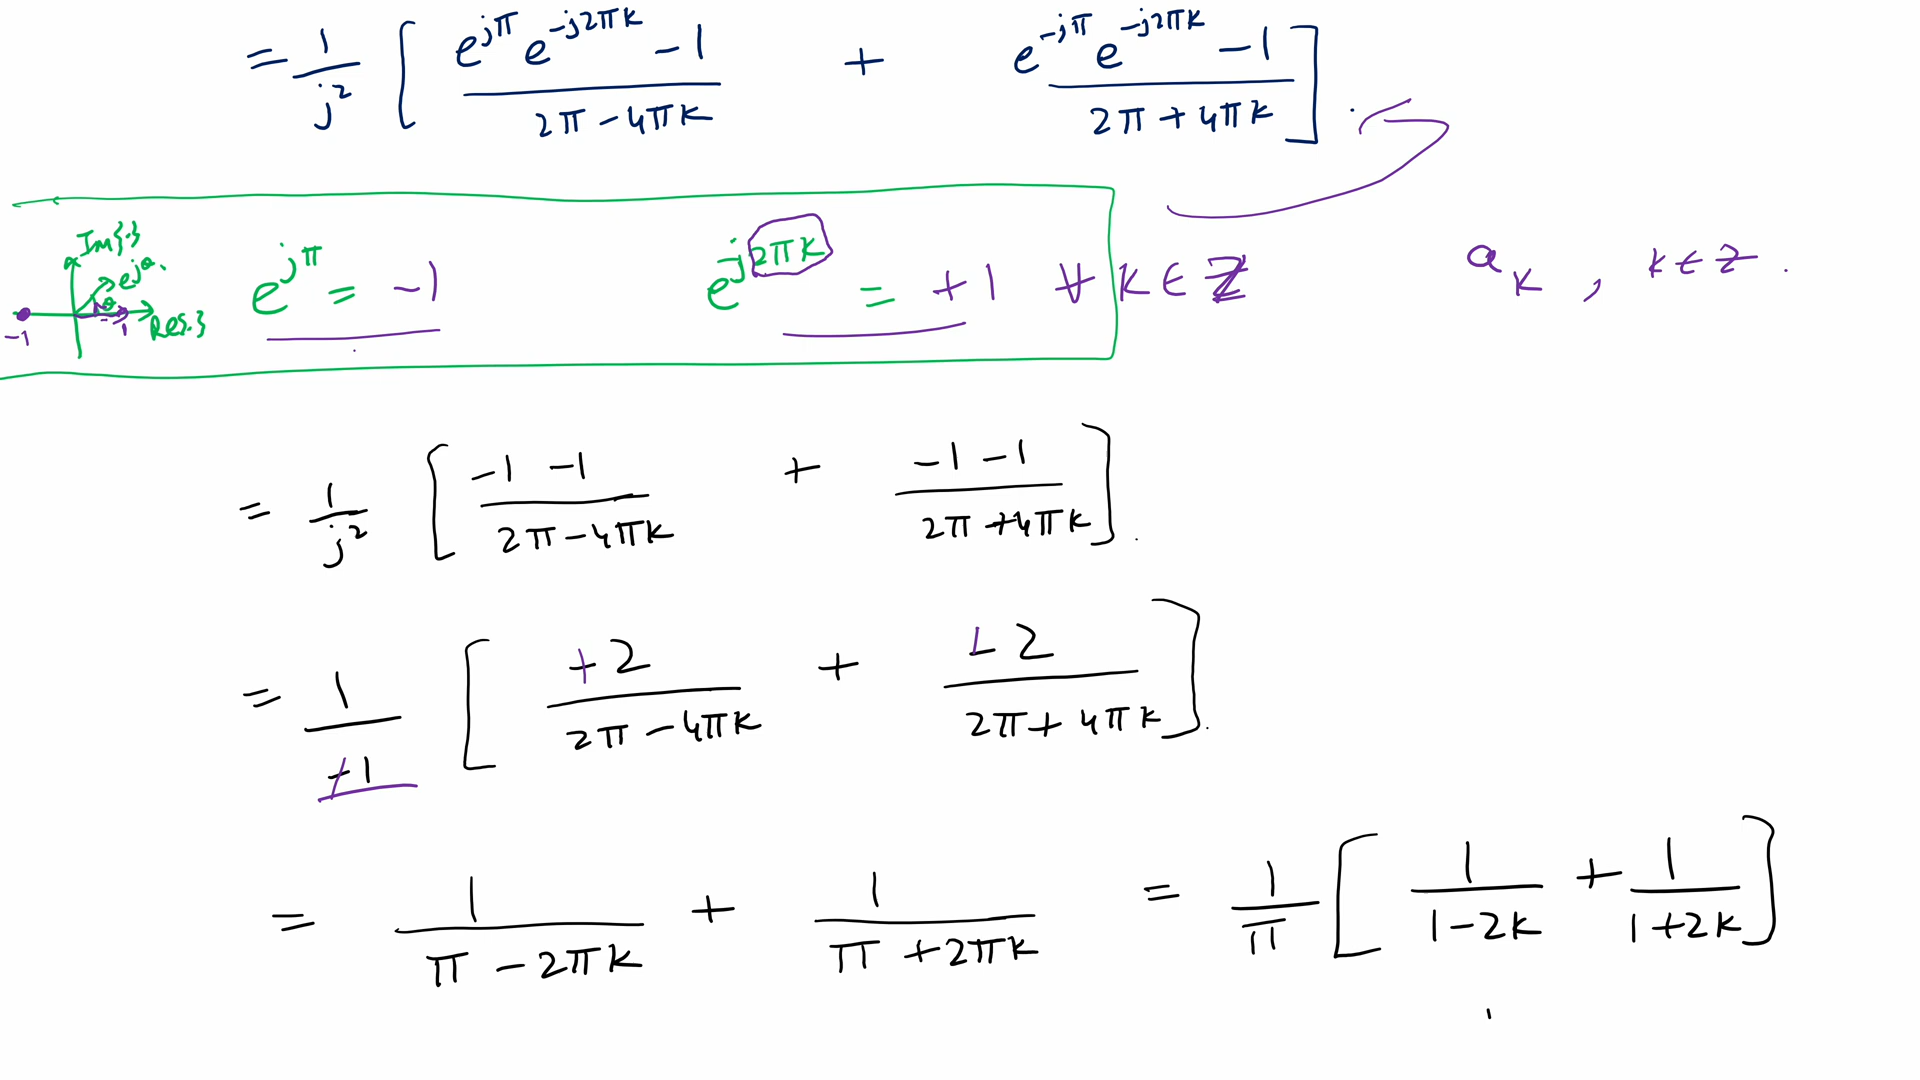 = 1/j² [ (e^{jπ} e^{-j2πk} - 1)/(2π - 4πk) + (e^{-jπ} e^{-j2πk} - 1)/(2π + 4πk) ] .
Im{·} e^{jθ} θ 1 -1 Re{·} e^{jπ} = -1 e^{-j2πk} = +1 ∀ k ∈ ℤ a_k , k ∈ ℤ .
= 1/j² [ (-1 -1)/(2π - 4πk) + (-1 -1)/(2π + 4πk) ] .
= 1/+1 [ +2/(2π - 4πk) + +2/(2π + 4πk) ] .
= 1/(π - 2πk) + 1/(π + 2πk) = 1/π [ 1/(1-2k) + 1/(1+2k) ]